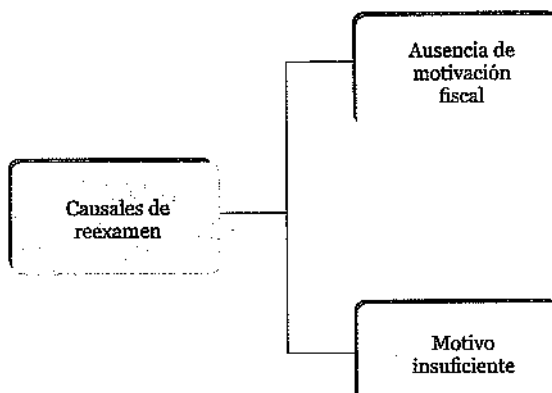 Ausencia de
motivación
fiscal
Causales de
reexamen
Motivo
insuficiente